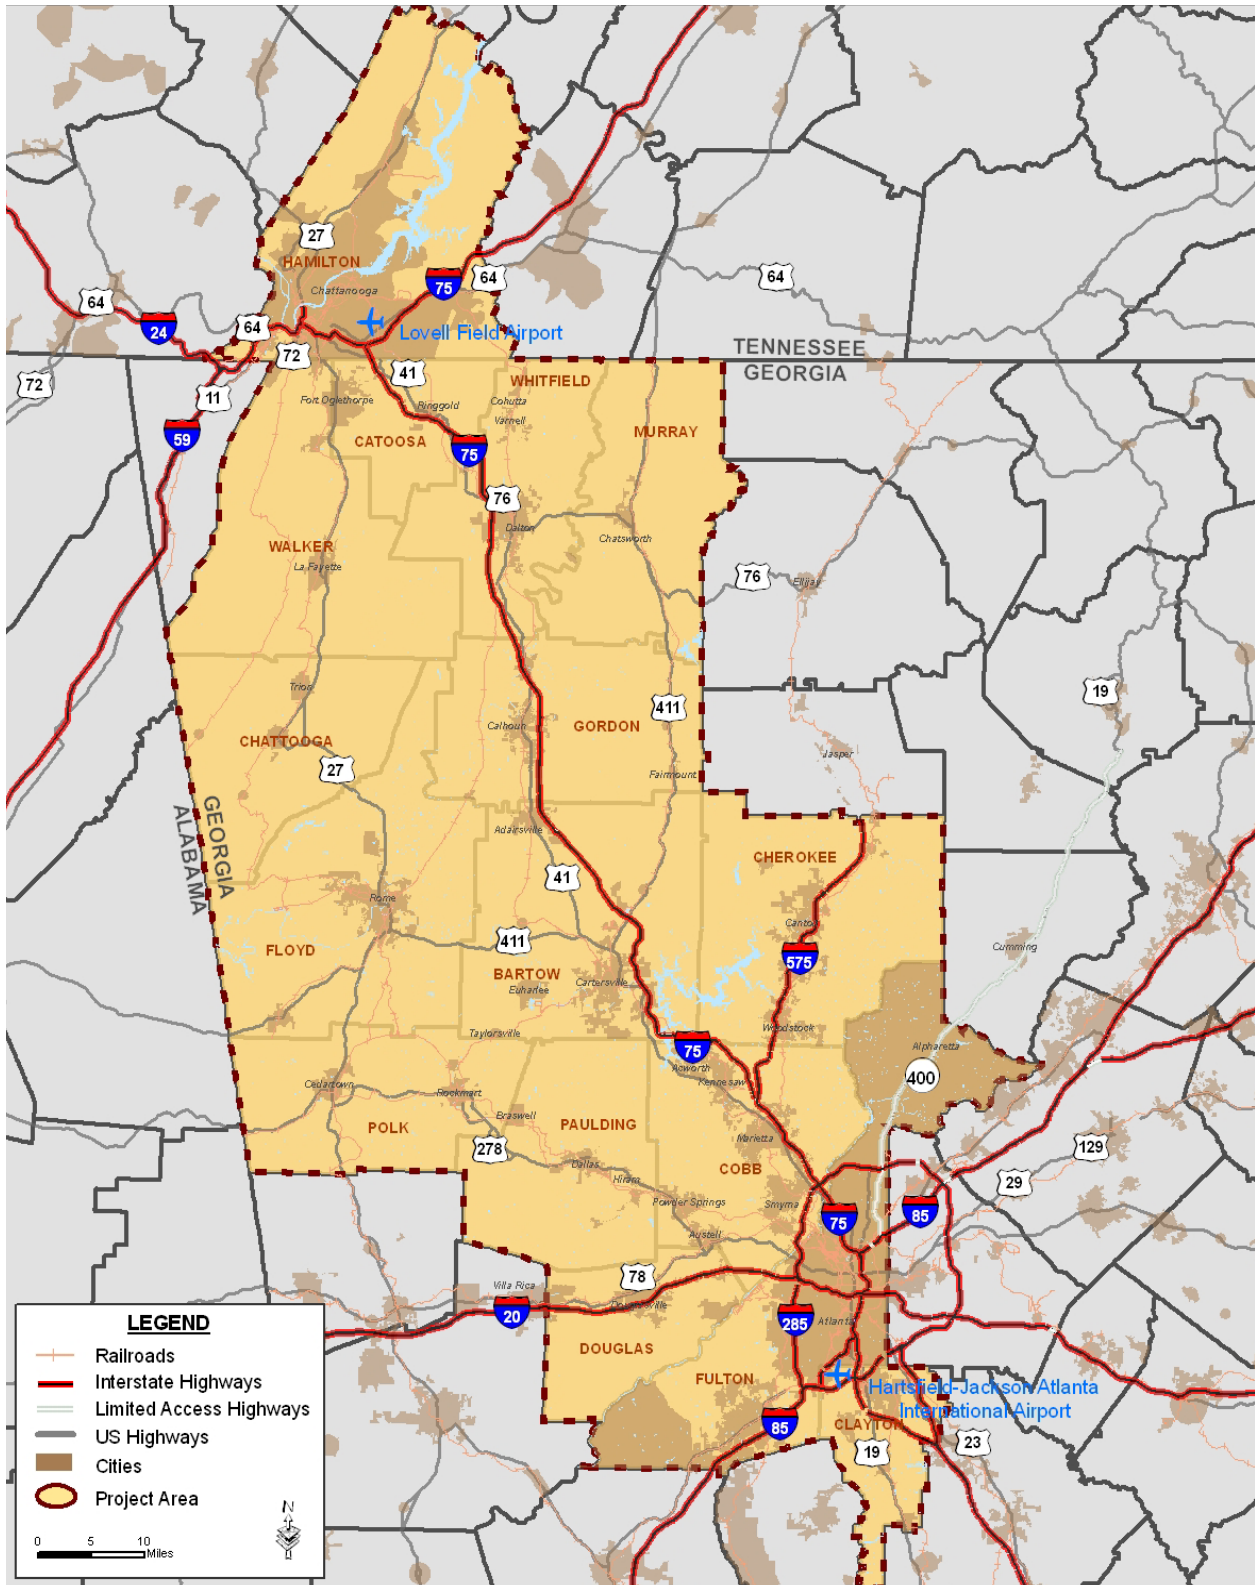 27
HAMILTON
Chattanooga
75
64
64
64
24
64
Lovell Field Airport
TENNESSEE
GEORGIA
72
72
41
11
WHITFIELD
Fort Oglethorpe
Ringgold
Cohutta
Varnell
59
CATOOSA
MURRAY
75
76
Dalton
Chatsworth
WALKER
La Fayette
76
Ellijay
Trion
19
411
CHATTOOGA
Calhoun
GORDON
27
Jasper
Fairmount
GEORGIA
ALABAMA
Adairsville
CHEROKEE
41
Rome
Canton
411
575
FLOYD
BARTOW
Euharlee
Cartersville
Cumming
Taylorsville
Woodstock
75
Acworth
Kennesaw
Alpharetta
400
Cedartown
Rockmart
Braswell
POLK
PAULDING
278
Marietta
129
Dallas
COBB
29
Hiram
Powder Springs
Smyrna
75
85
Austell
78
Villa Rica
20
Douglasville
285
Atlanta
DOUGLAS
FULTON
Hartsfield-Jackson Atlanta
International Airport
85
CLAYTON
19
23
LEGEND
Railroads
Interstate Highways
Limited Access Highways
US Highways
Cities
Project Area
N
0 5 10
Miles